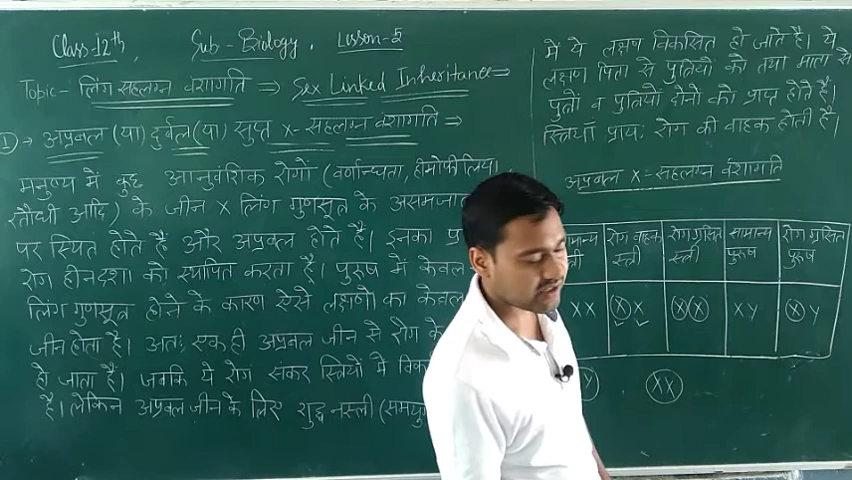 Class-12th, Sub-Biology. Lesson-5
Topic- लिंग सहलग्न वंशागति ⇒ Sex Linked Inheritance ⇒
I → अप्रबल (या) दुर्बल (या) सुप्त X-सहलग्न वंशागति ⇒
मनुष्य में कुछ आनुवंशिक रोगों (वर्णान्धता, हीमोफीलिया
रतौंधी आदि) के जीन X लिंग गुणसूत्र के असमजात
पर स्थित होते हैं और अप्रबल होते हैं। इनका प्र
रोग हीनदशा को स्थापित करता है। पुरूष में केवल
लिंग गुणसूत्र होने के कारण ऐसे लक्षणों का केवल
जीन होता है। अतः एक ही अप्रबल जीन से रोग के
हो जाता है। जबकि ये रोग संकर स्त्रियों में विक
है। लेकिन अप्रबल जीन के लिए शुद्ध नस्ली (समयु
में ये लक्षण विकसित हो जाते हैं। ये
लक्षण पिता से पुत्रियों को तथा माता से
पुत्रों व पुत्रियों दोनों को प्राप्त होते हैं।
स्त्रियाँ प्रायः रोग की वाहक होती हैं।
अप्रबल X-सहलग्न वंशागति
रोग वाहक स्त्री
रोग ग्रसित स्त्री
सामान्य पुरूष
रोग ग्रसित पुरूष
XX
XX
XX
XY
XY
Y
XX